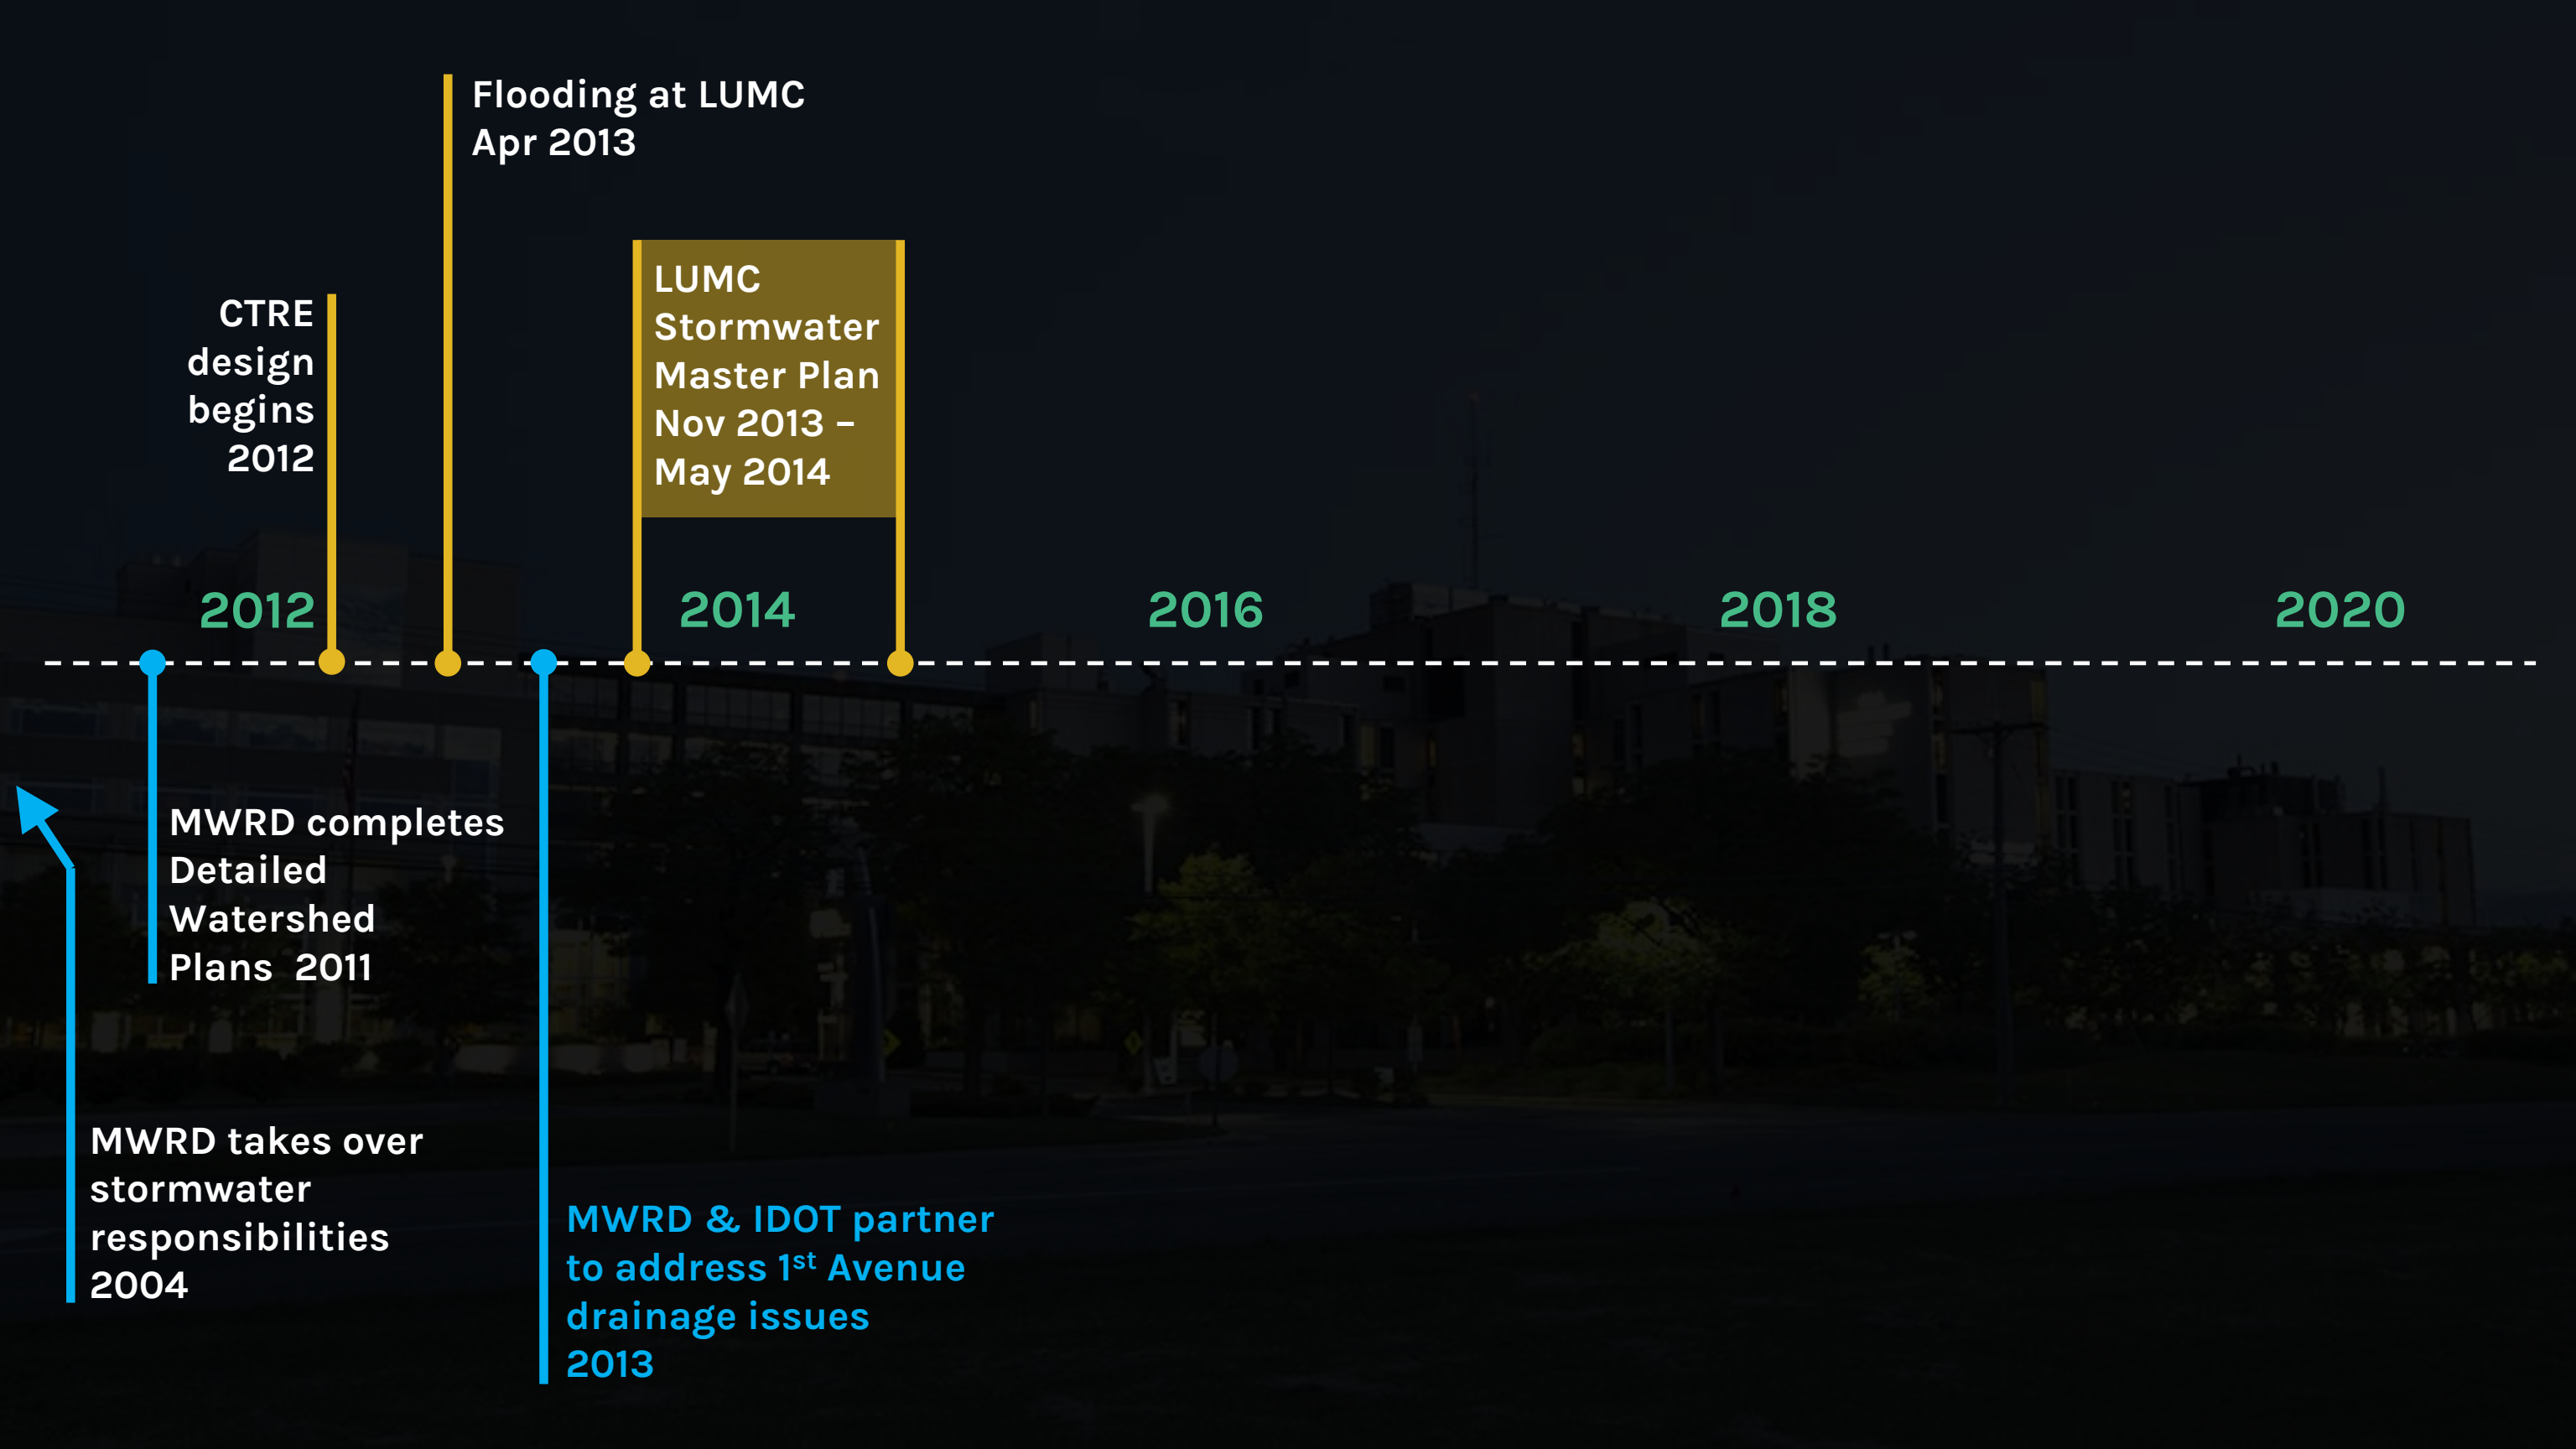 Flooding at LUMC
Apr 2013
CTRE
design
begins
2012
LUMC
Stormwater
Master Plan
Nov 2013 –
May 2014
2012
2014
2016
2018
2020
MWRD completes
Detailed
Watershed
Plans  2011
MWRD takes over
stormwater
responsibilities
2004
MWRD & IDOT partner
to address 1st Avenue
drainage issues
2013